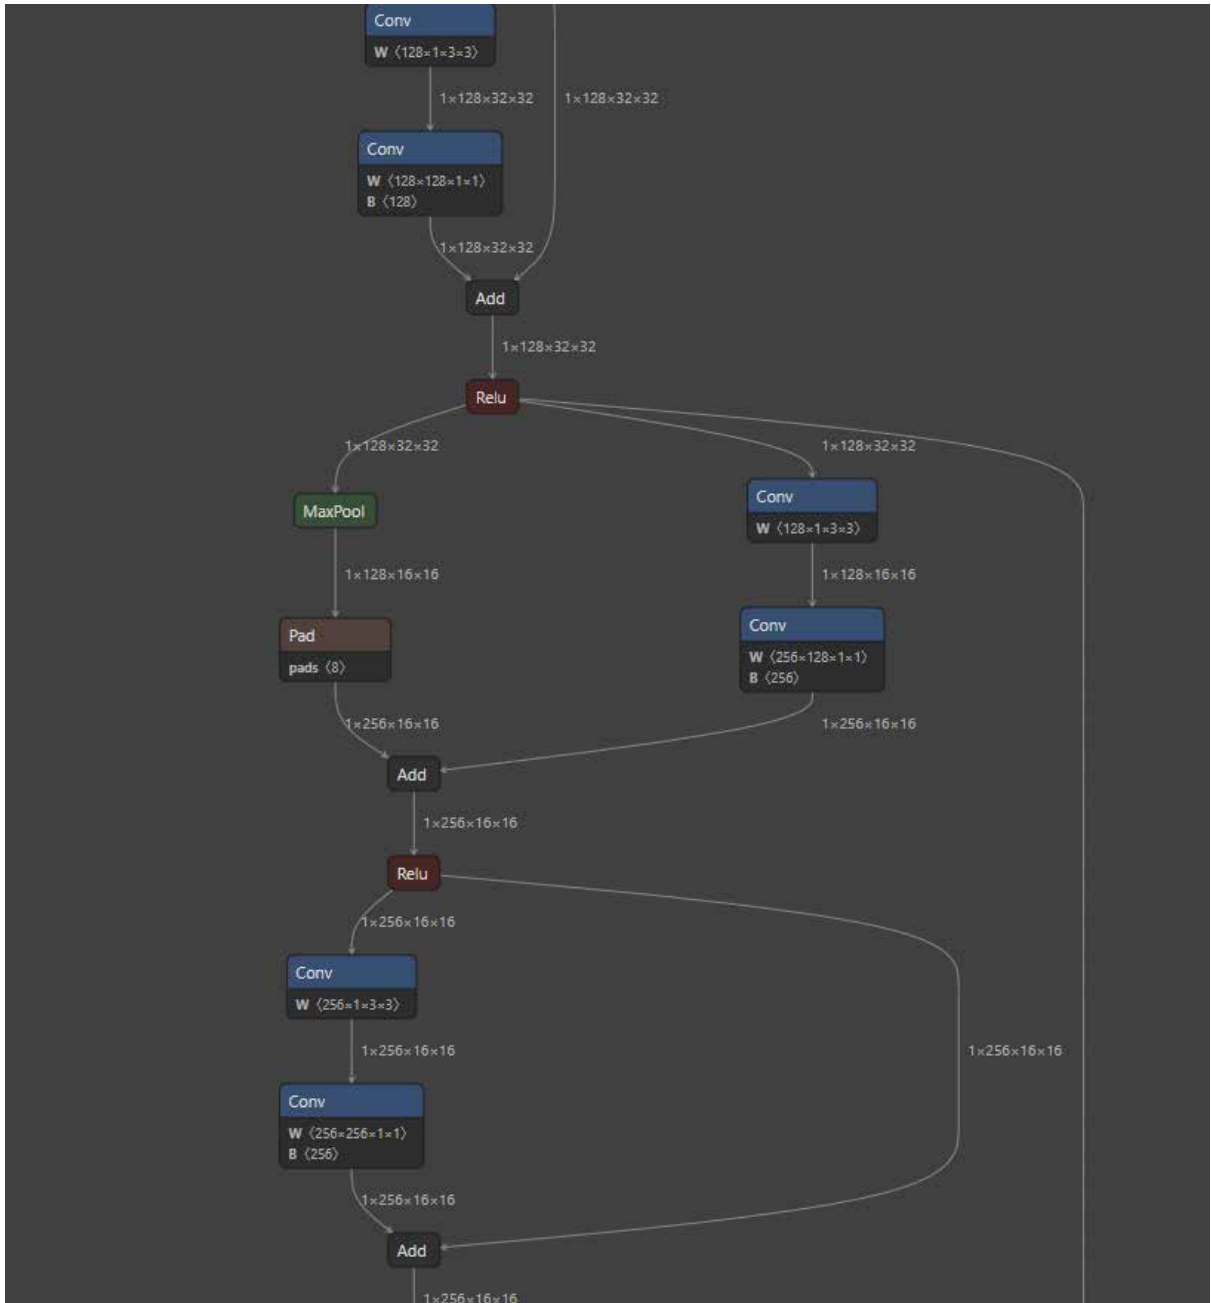 Conv
W ⟨128×1×3×3⟩
1×128×32×32
1×128×32×32
Conv
W ⟨128×128×1×1⟩
B ⟨128⟩
1×128×32×32
Add
1×128×32×32
Relu
1×128×32×32
1×128×32×32
MaxPool
Conv
W ⟨128×1×3×3⟩
1×128×16×16
1×128×16×16
Pad
pads ⟨8⟩
Conv
W ⟨256×128×1×1⟩
B ⟨256⟩
1×256×16×16
1×256×16×16
Add
1×256×16×16
Relu
1×256×16×16
Conv
W ⟨256×1×3×3⟩
1×256×16×16
1×256×16×16
Conv
W ⟨256×256×1×1⟩
B ⟨256⟩
1×256×16×16
Add
1×256×16×16